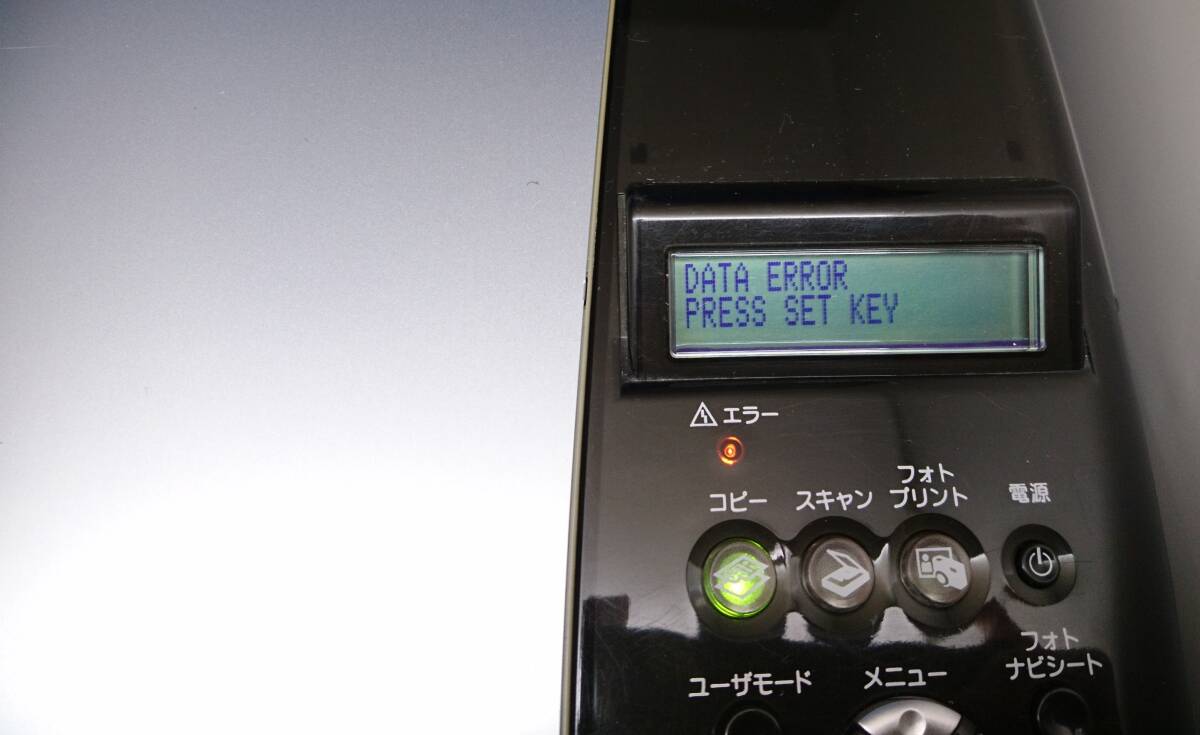 DATA ERROR
PRESS SET KEY
エラー
コピー
スキャン
フォト
プリント
電源
ユーザモード
メニュー
フォト
ナビシート